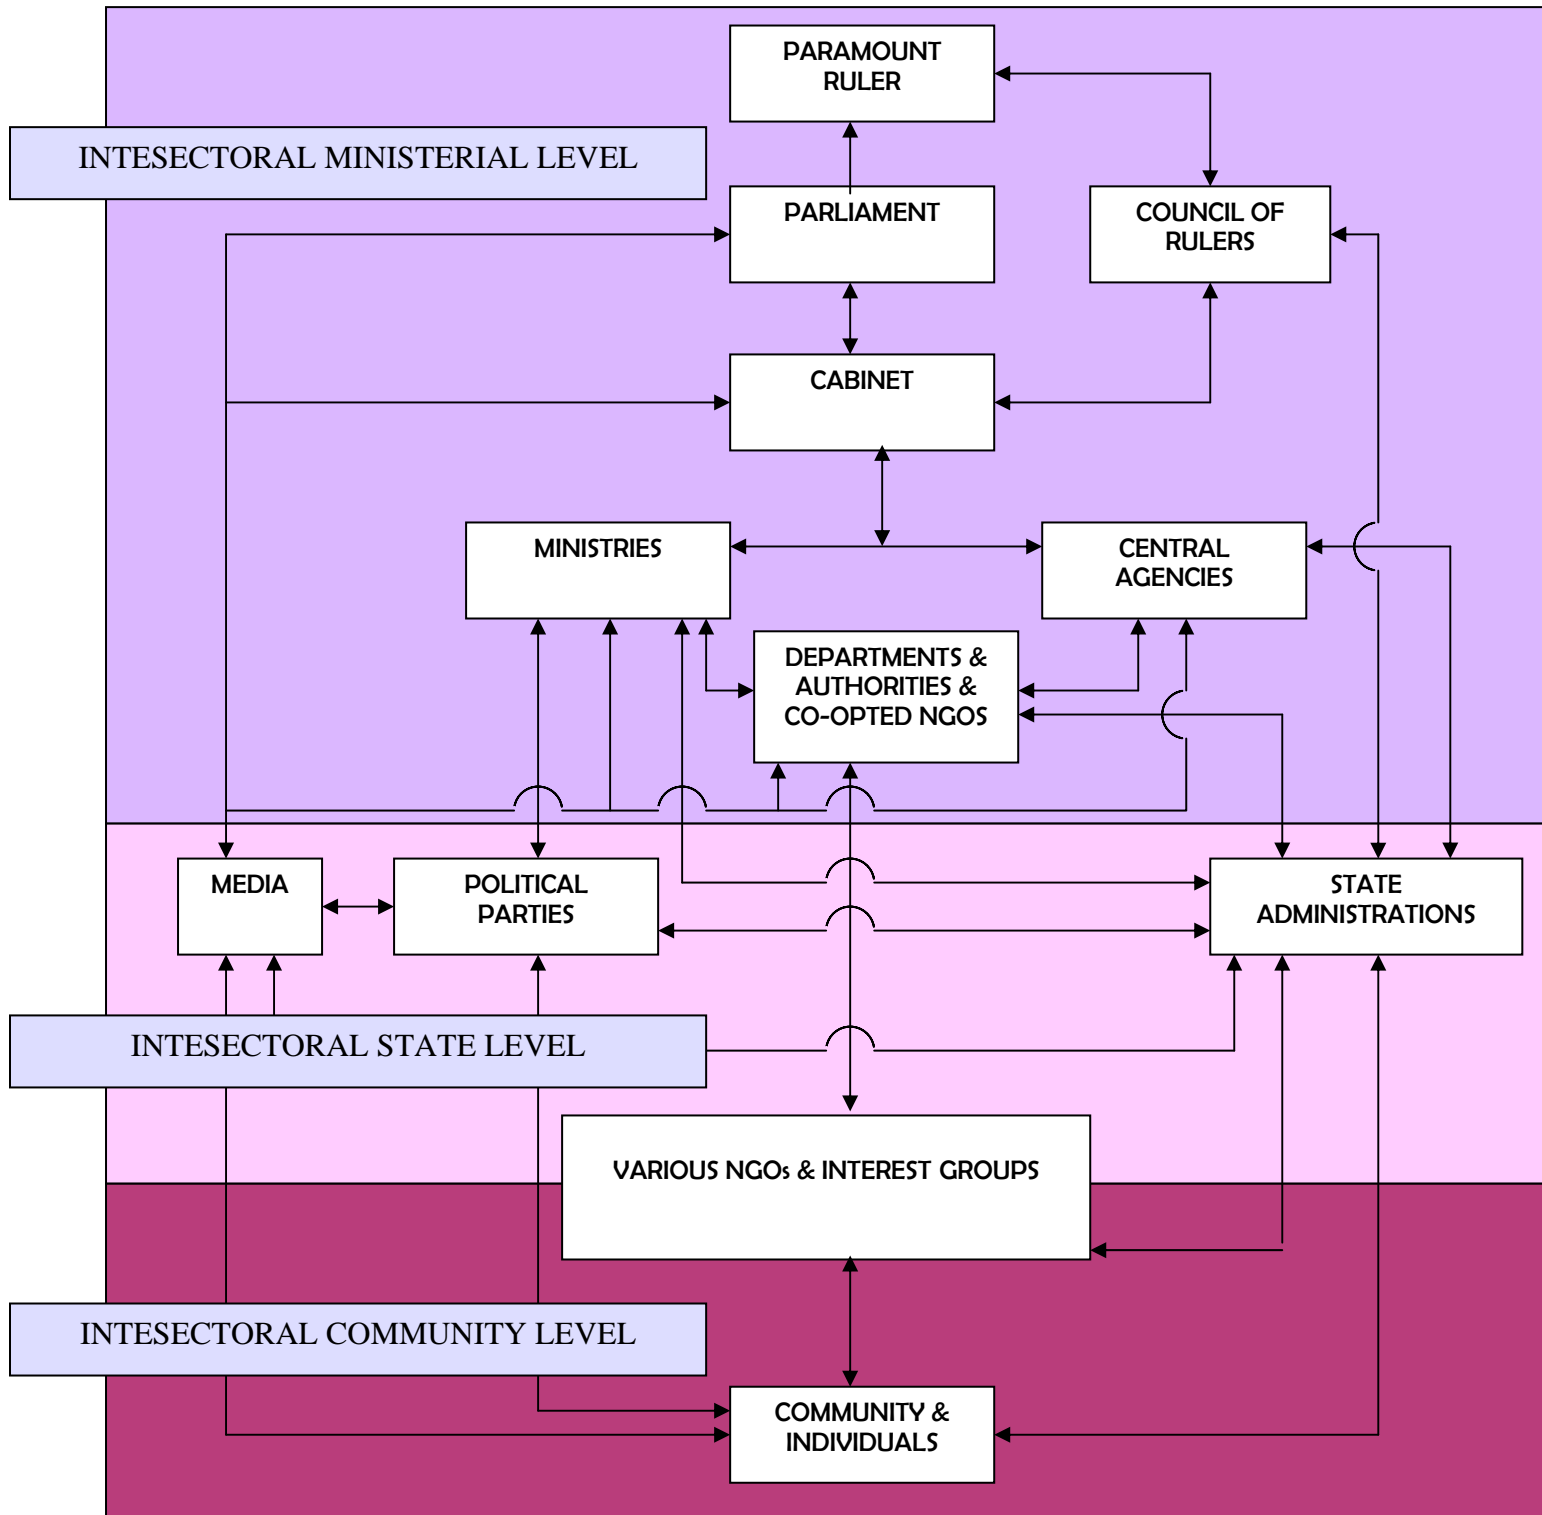 PARAMOUNT
RULER
INTESECTORAL MINISTERIAL LEVEL
PARLIAMENT
COUNCIL OF
RULERS
CABINET
MINISTRIES
CENTRAL
AGENCIES
DEPARTMENTS &
AUTHORITIES &
CO-OPTED NGOS
MEDIA
POLITICAL
PARTIES
STATE
ADMINISTRATIONS
INTESECTORAL STATE LEVEL
VARIOUS NGOs & INTEREST GROUPS
INTESECTORAL COMMUNITY LEVEL
COMMUNITY &
INDIVIDUALS